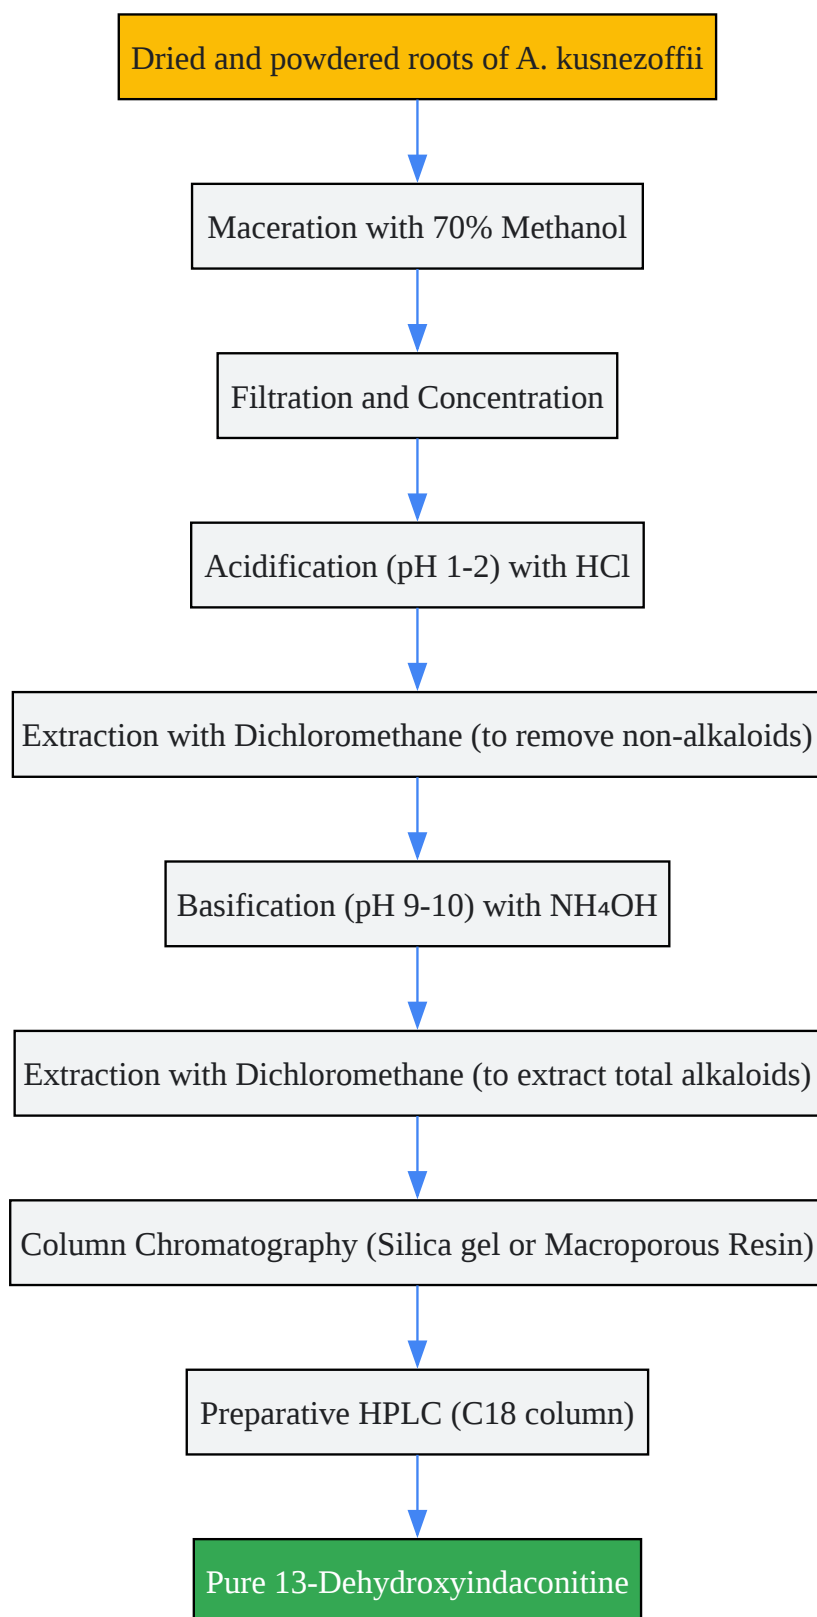 Dried and powdered roots of A. kusnezoffii
Maceration with 70% Methanol
Filtration and Concentration
Acidification (pH 1-2) with HCl
Extraction with Dichloromethane (to remove non-alkaloids)
Basification (pH 9-10) with NH₄OH
Extraction with Dichloromethane (to extract total alkaloids)
Column Chromatography (Silica gel or Macroporous Resin)
Preparative HPLC (C18 column)
Pure 13-Dehydroxyindaconitine